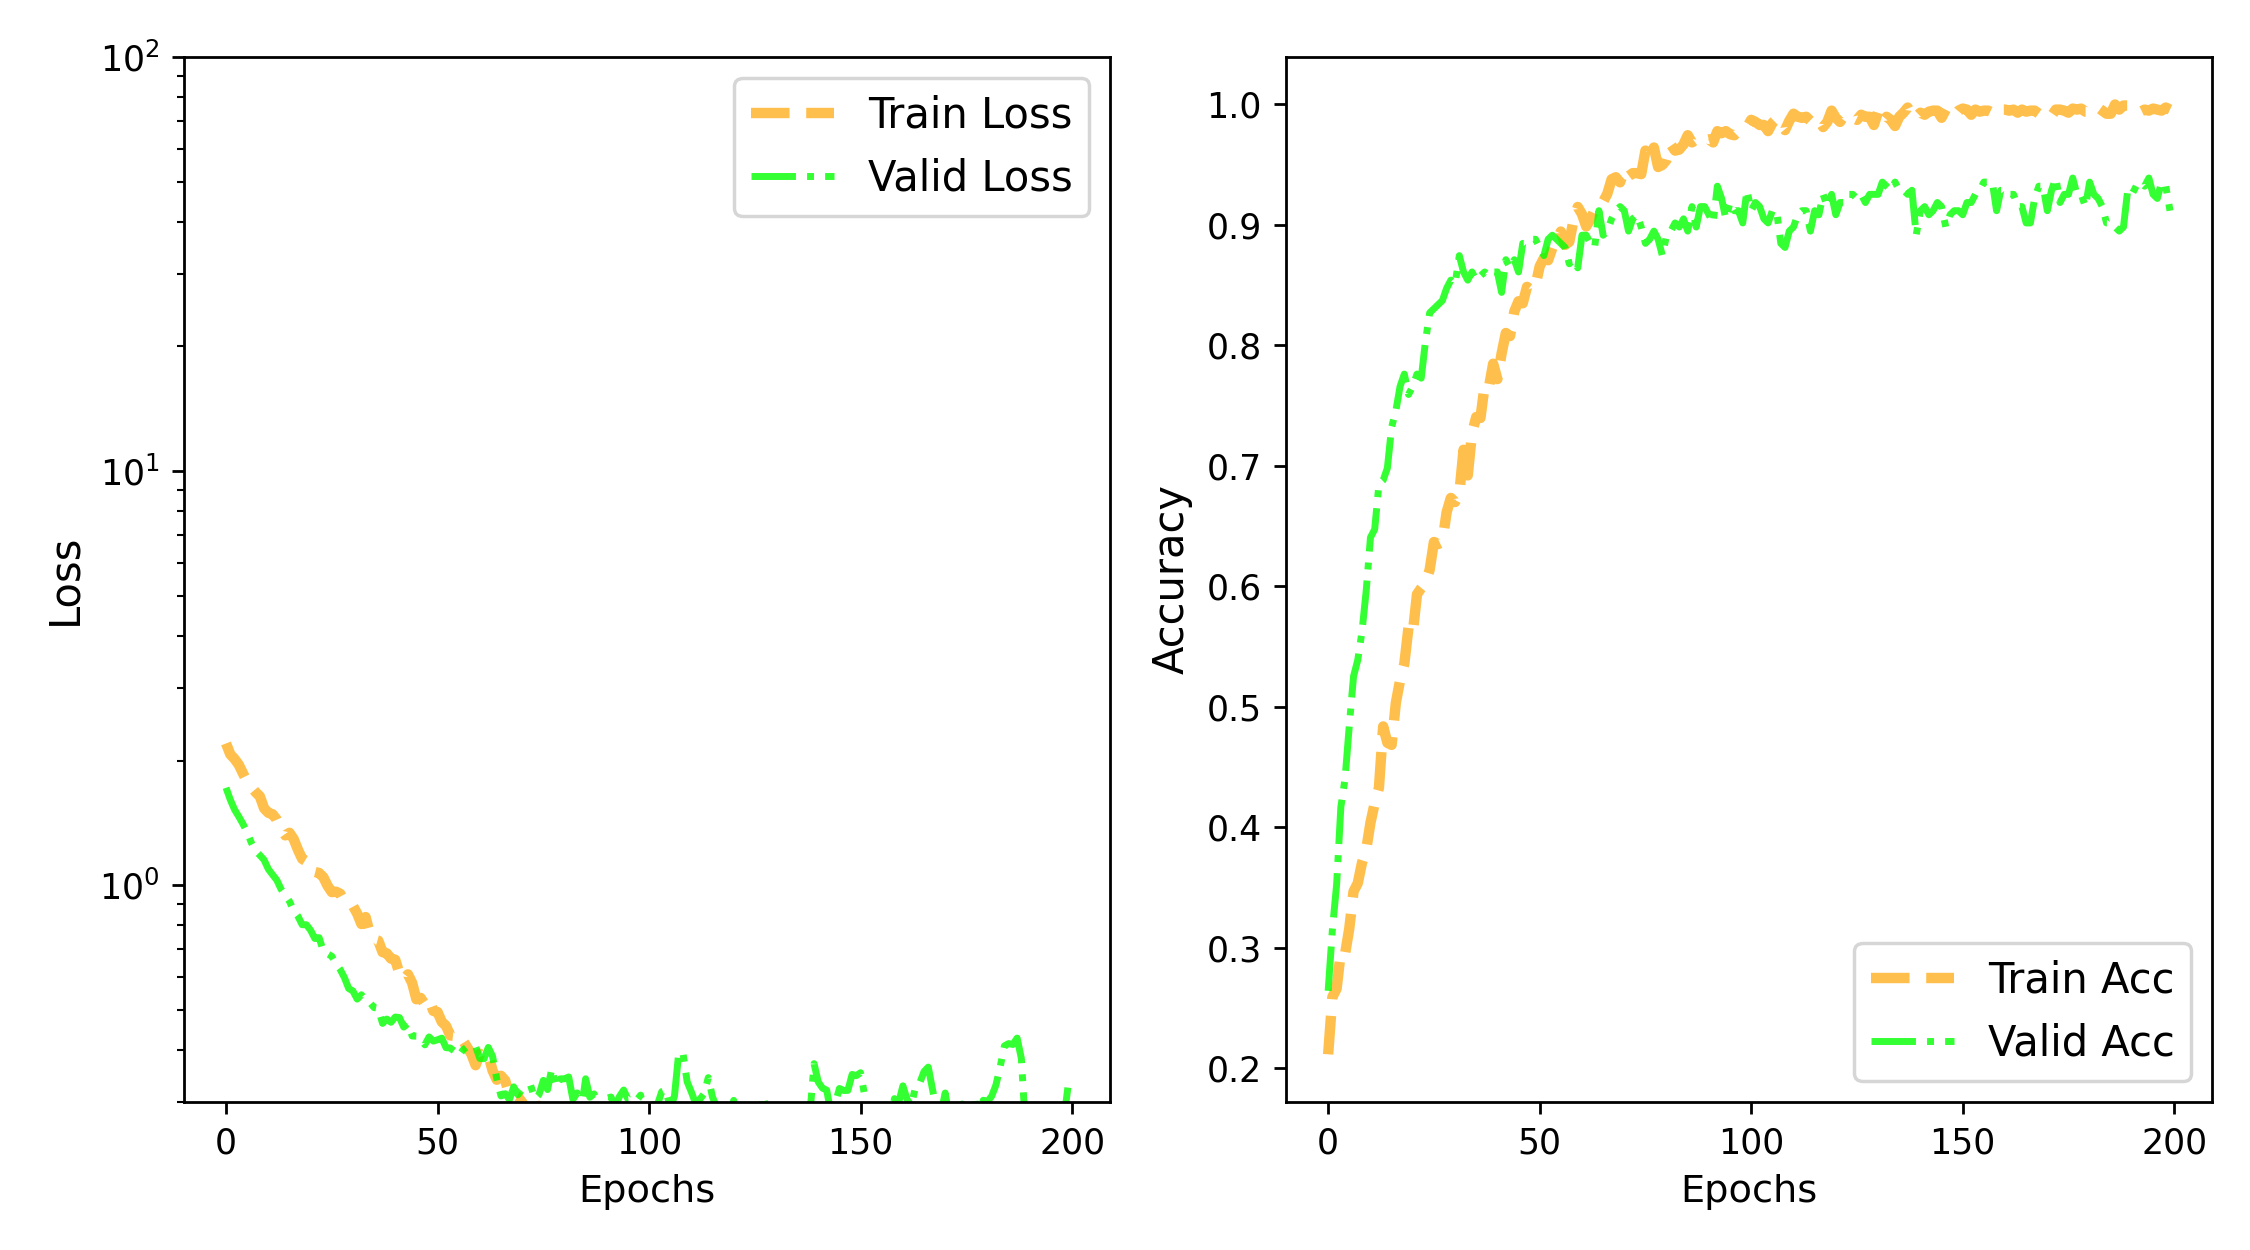 10²
10¹
10⁰
Loss
Train Loss
Valid Loss
0 50 100 150 200
Epochs
1.0
0.9
0.8
0.7
0.6
0.5
0.4
0.3
0.2
Accuracy
Train Acc
Valid Acc
0 50 100 150 200
Epochs